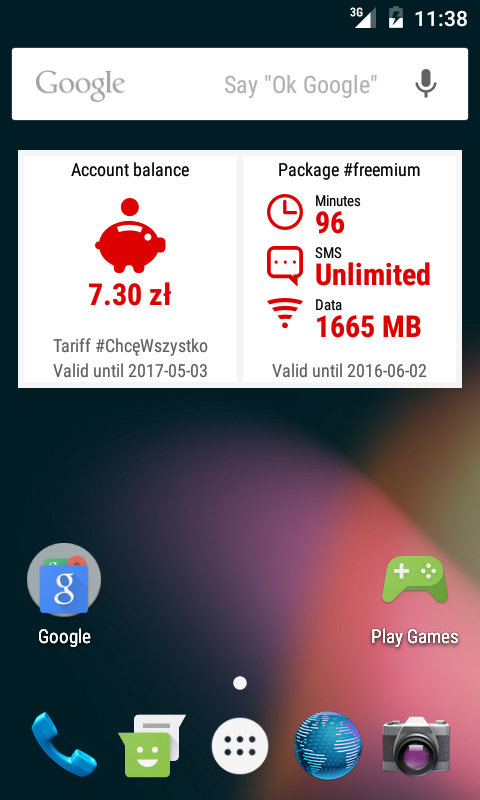 3G 11:38
Google Say "Ok Google"
Account balance
7.30 zł
Tariff #ChcęWszystko
Valid until 2017-05-03
Package #freemium
Minutes
96
SMS
Unlimited
Data
1665 MB
Valid until 2016-06-02
g
Google
Play Games